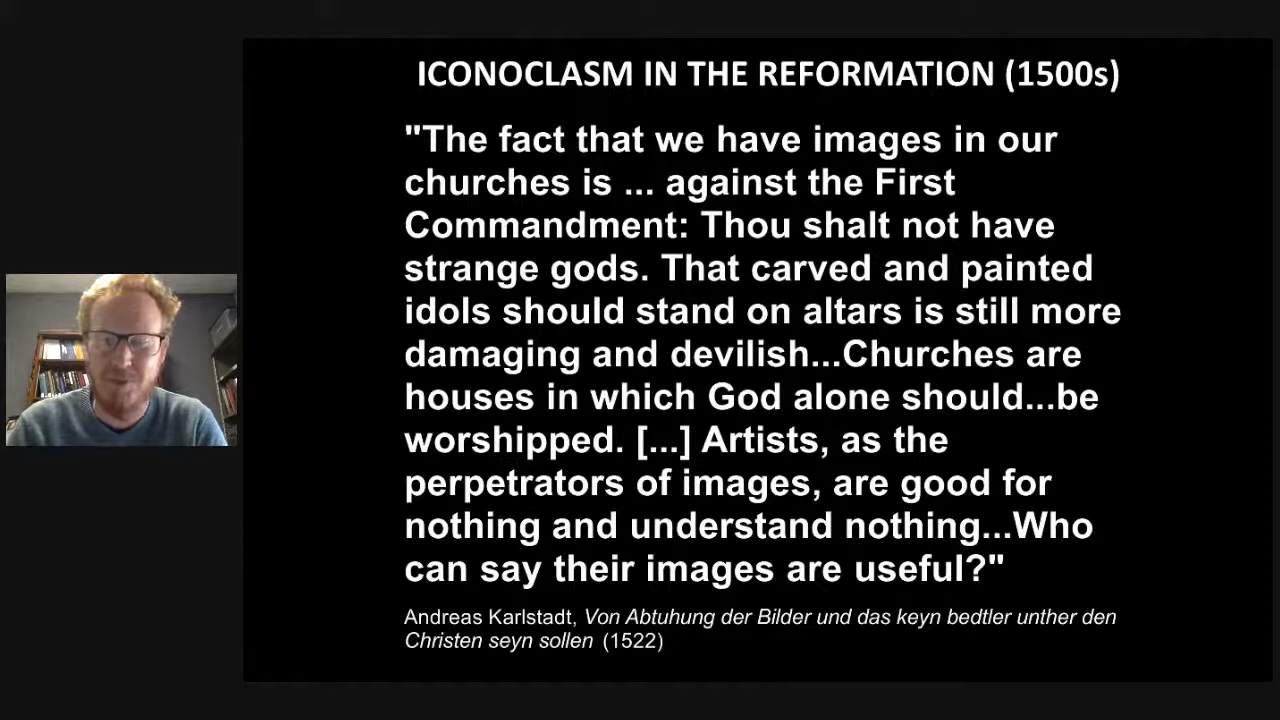 ICONOCLASM IN THE REFORMATION (1500s)
"The fact that we have images in our
churches is ... against the First
Commandment: Thou shalt not have
strange gods. That carved and painted
idols should stand on altars is still more
damaging and devilish...Churches are
houses in which God alone should...be
worshipped. [...] Artists, as the
perpetrators of images, are good for
nothing and understand nothing...Who
can say their images are useful?"
Andreas Karlstadt, Von Abtuhung der Bilder und das keyn bedtler unther den
Christen seyn sollen (1522)